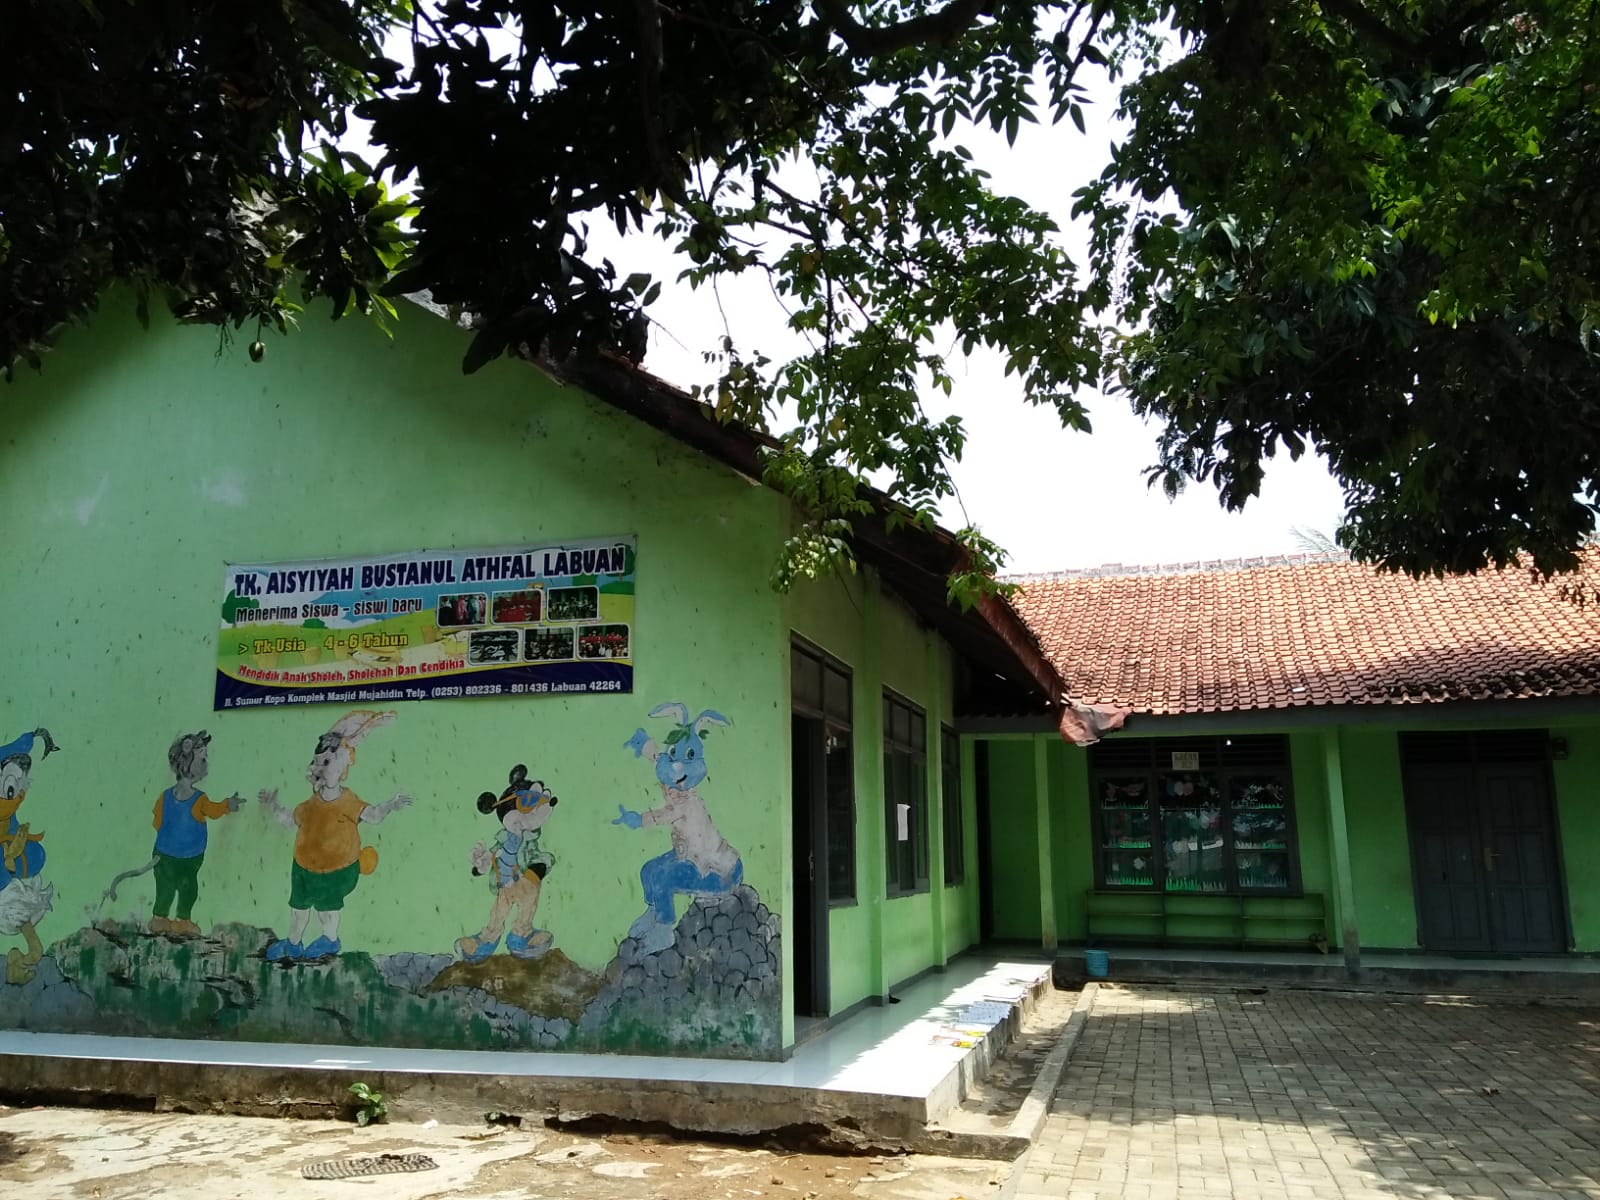 TK. AISYIYAH BUSTANUL ATHFAL LABUAN
Menerima Siswa - siswi baru
> Tk Usia 4 - 6 Tahun
Mendidik Anak Sholeh, Sholehah Dan Cendikia
Jl. Sumur Kopo Komplek Masjid Mujahidin Telp. (0253) 802336 - 801436 Labuan 42264